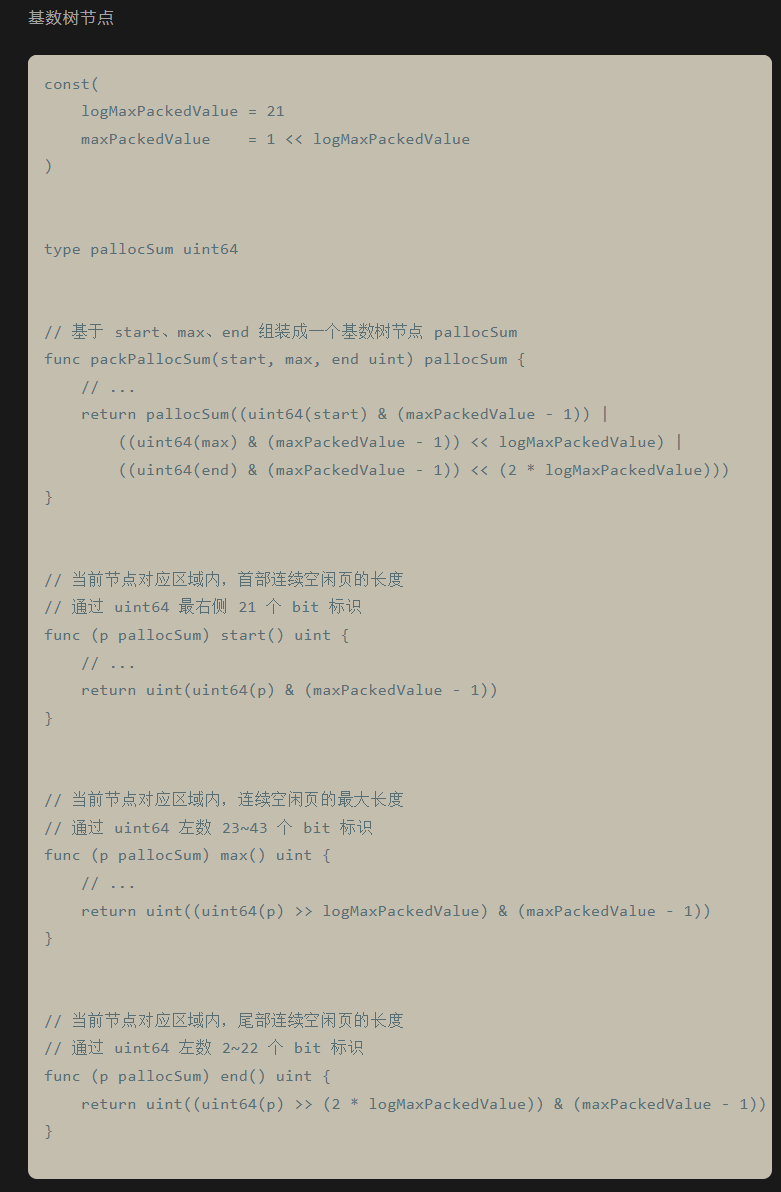 基数树节点
const(
    logMaxPackedValue = 21
    maxPackedValue    = 1 << logMaxPackedValue
)
type pallocSum uint64
// 基于 start、max、end 组装成一个基数树节点 pallocSum
func packPallocSum(start, max, end uint) pallocSum {
    // ...
    return pallocSum((uint64(start) & (maxPackedValue - 1)) |
        ((uint64(max) & (maxPackedValue - 1)) << logMaxPackedValue) |
        ((uint64(end) & (maxPackedValue - 1)) << (2 * logMaxPackedValue)))
}
// 当前节点对应区域内，首部连续空闲页的长度
// 通过 uint64 最右侧 21 个 bit 标识
func (p pallocSum) start() uint {
    // ...
    return uint(uint64(p) & (maxPackedValue - 1))
}
// 当前节点对应区域内，连续空闲页的最大长度
// 通过 uint64 左数 23~43 个 bit 标识
func (p pallocSum) max() uint {
    // ...
    return uint((uint64(p) >> logMaxPackedValue) & (maxPackedValue - 1))
}
// 当前节点对应区域内，尾部连续空闲页的长度
// 通过 uint64 左数 2~22 个 bit 标识
func (p pallocSum) end() uint {
    return uint((uint64(p) >> (2 * logMaxPackedValue)) & (maxPackedValue - 1))
}